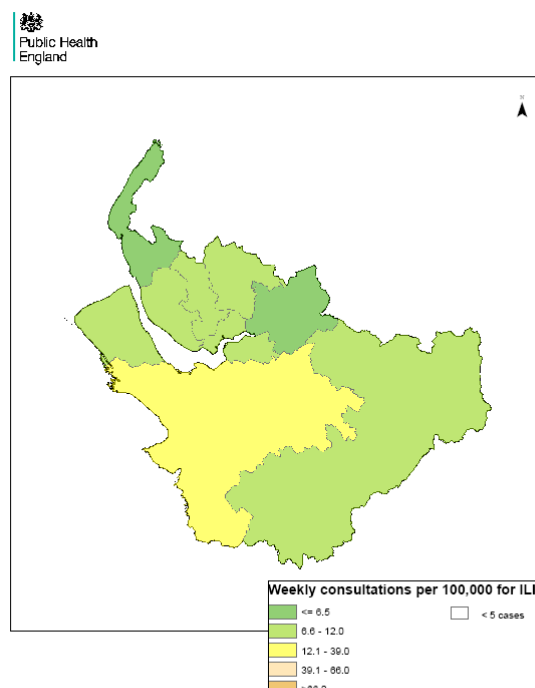 Public Health
England
N
Weekly consultations per 100,000 for ILI
<= 6.5
< 5 cases
6.6 - 12.0
12.1 - 39.0
39.1 - 66.0